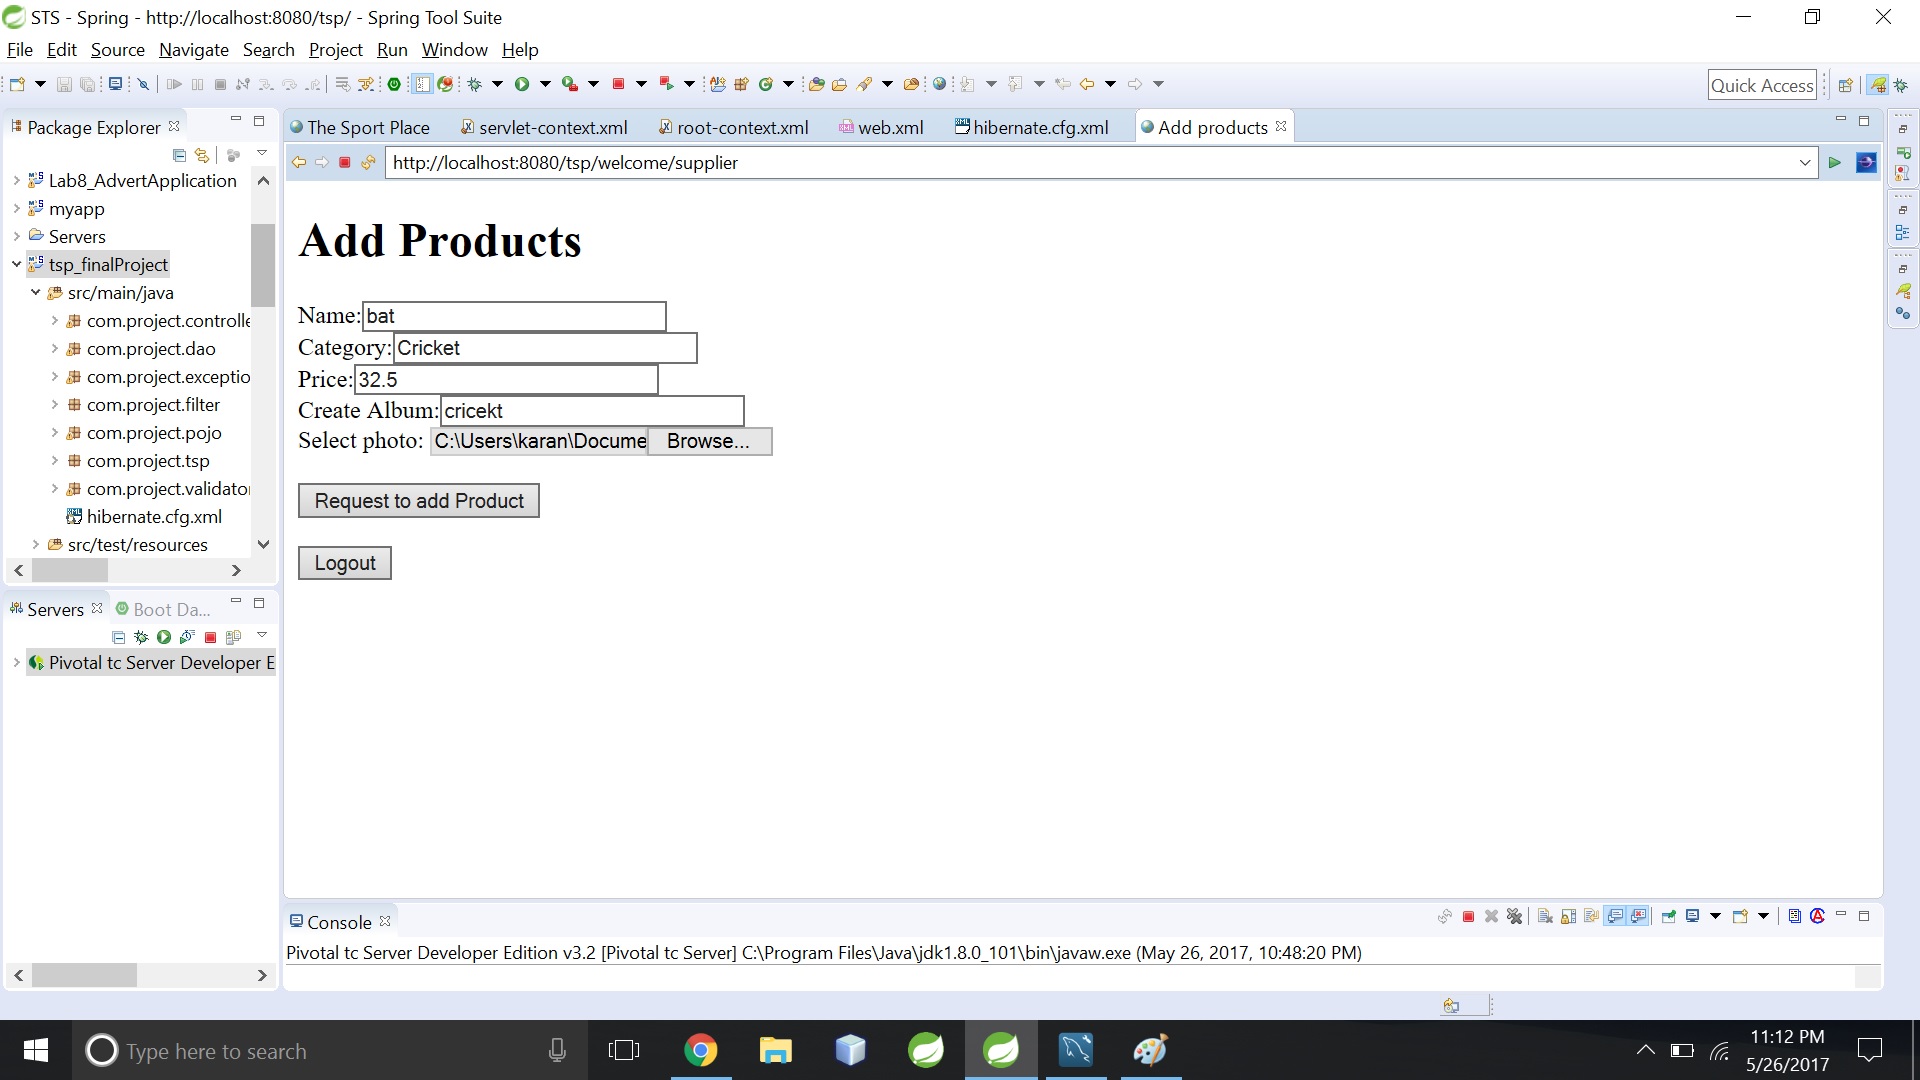 STS - Spring - http://localhost:8080/tsp/ - Spring Tool Suite
File Edit Source Navigate Search Project Run Window Help
Quick Access
Package Explorer
Lab8_AdvertApplication
myapp
Servers
tsp_finalProject
src/main/java
com.project.controlle
com.project.dao
com.project.exceptio
com.project.filter
com.project.pojo
com.project.tsp
com.project.validator
hibernate.cfg.xml
src/test/resources
Servers Boot Da...
Pivotal tc Server Developer E
The Sport Place servlet-context.xml root-context.xml web.xml hibernate.cfg.xml Add products
http://localhost:8080/tsp/welcome/supplier
Add Products
Name: bat
Category: Cricket
Price: 32.5
Create Album: cricekt
Select photo: C:\Users\karan\Docume Browse...
Request to add Product
Logout
Console
Pivotal tc Server Developer Edition v3.2 [Pivotal tc Server] C:\Program Files\Java\jdk1.8.0_101\bin\javaw.exe (May 26, 2017, 10:48:20 PM)
Type here to search
11:12 PM
5/26/2017